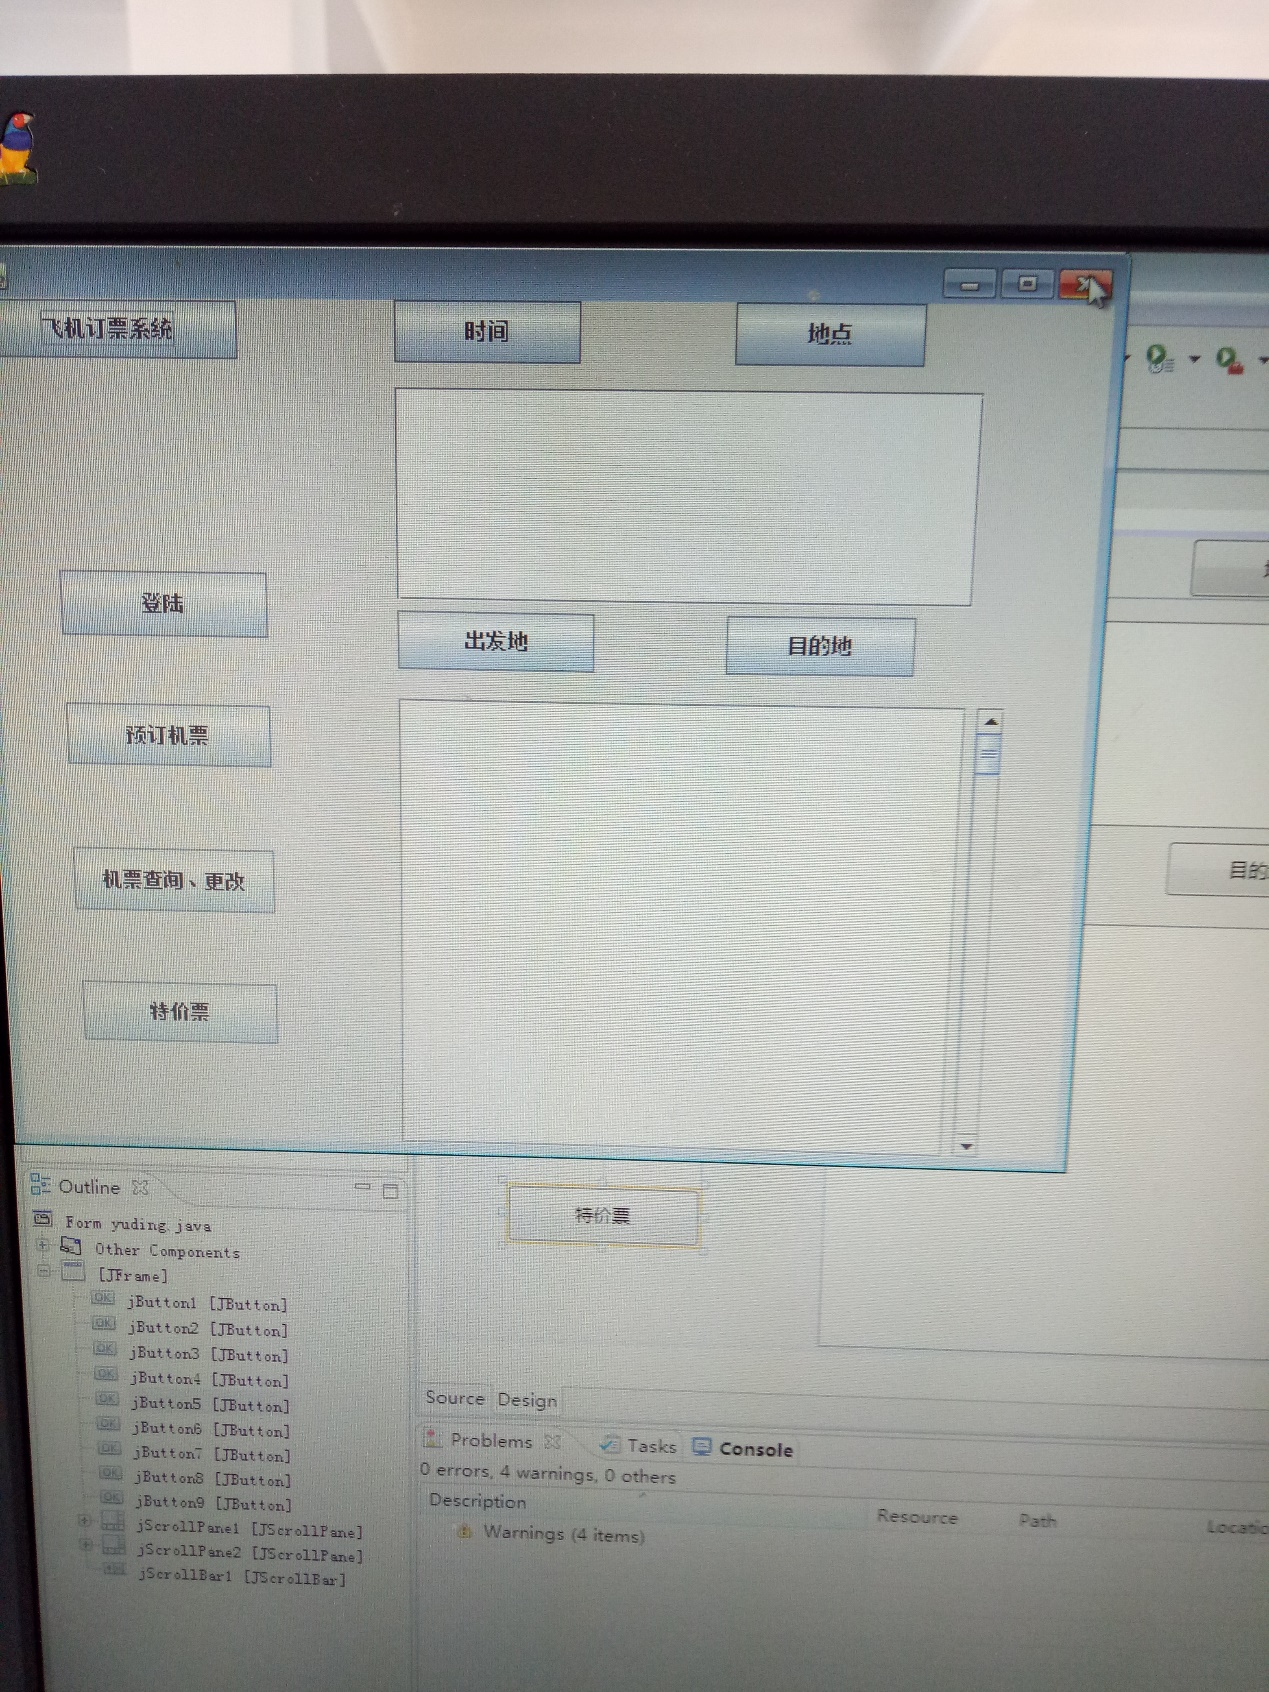 飞机订票系统
时间
地点
登陆
出发地
目的地
预订机票
机票查询、更改
特价票
目的
Outline
特价票
Form yuding.java
Other Components
[JFrame]
jButton1 [JButton]
jButton2 [JButton]
jButton3 [JButton]
jButton4 [JButton]
jButton5 [JButton]
jButton6 [JButton]
jButton7 [JButton]
jButton8 [JButton]
jButton9 [JButton]
jScrollPane1 [JScrollPane]
jScrollPane2 [JScrollPane]
jScrollBar1 [JScrollBar]
Source Design
Problems Tasks Console
0 errors, 4 warnings, 0 others
Description Resource Path Locatio
Warnings (4 items)